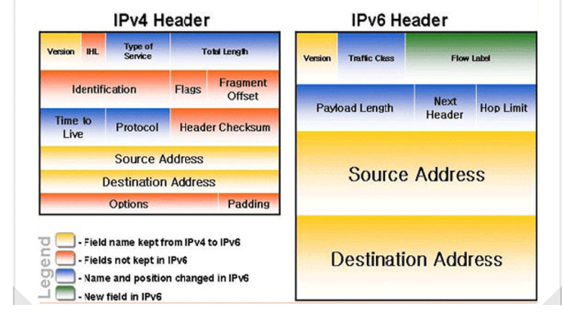 IPv4 Header
Version IHL Type of Service Total Length
Identification Flags Fragment Offset
Time to Live Protocol Header Checksum
Source Address
Destination Address
Options Padding
IPv6 Header
Version Traffic Class Flow Label
Payload Length Next Header Hop Limit
Source Address
Destination Address
Legend
- Field name kept from IPv4 to IPv6
- Fields not kept in IPv6
- Name and position changed in IPv6
- New field in IPv6